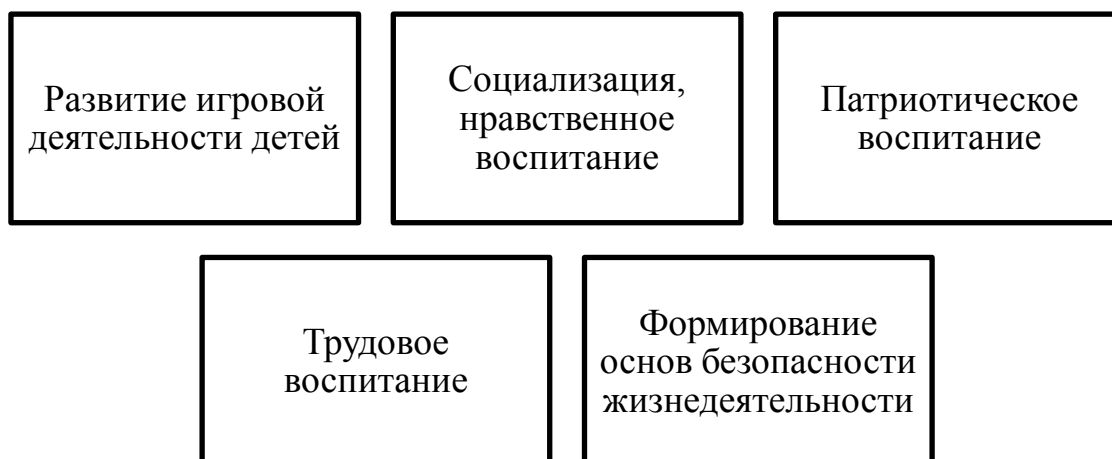 Развитие игровой
деятельности детей
Социализация,
нравственное
воспитание
Патриотическое
воспитание
Трудовое
воспитание
Формирование
основ безопасности
жизнедеятельности